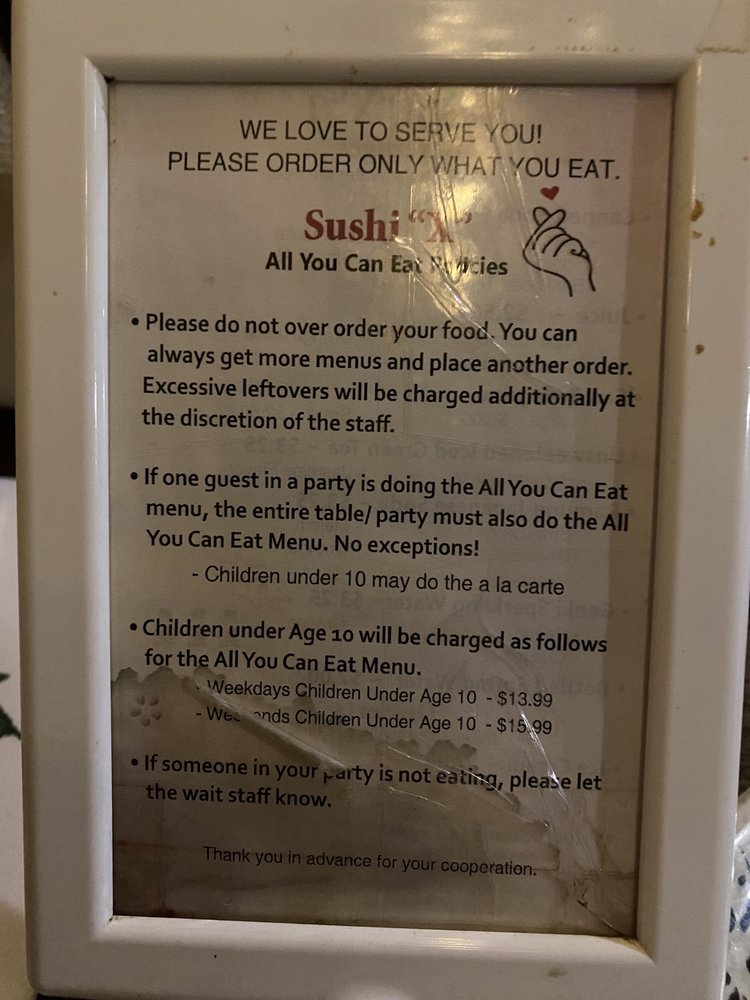 WE LOVE TO SERVE YOU!
PLEASE ORDER ONLY WHAT YOU EAT.
Sushi "X"
All You Can Eat Policies
• Please do not over order your food. You can
always get more menus and place another order.
Excessive leftovers will be charged additionally at
the discretion of the staff.
• If one guest in a party is doing the All You Can Eat
menu, the entire table/ party must also do the All
You Can Eat Menu. No exceptions!
- Children under 10 may do the a la carte
• Children under Age 10 will be charged as follows
for the All You Can Eat Menu.
- Weekdays Children Under Age 10 - $13.99
- Weekends Children Under Age 10 - $15.99
• If someone in your party is not eating, please let
the wait staff know.
Thank you in advance for your cooperation.